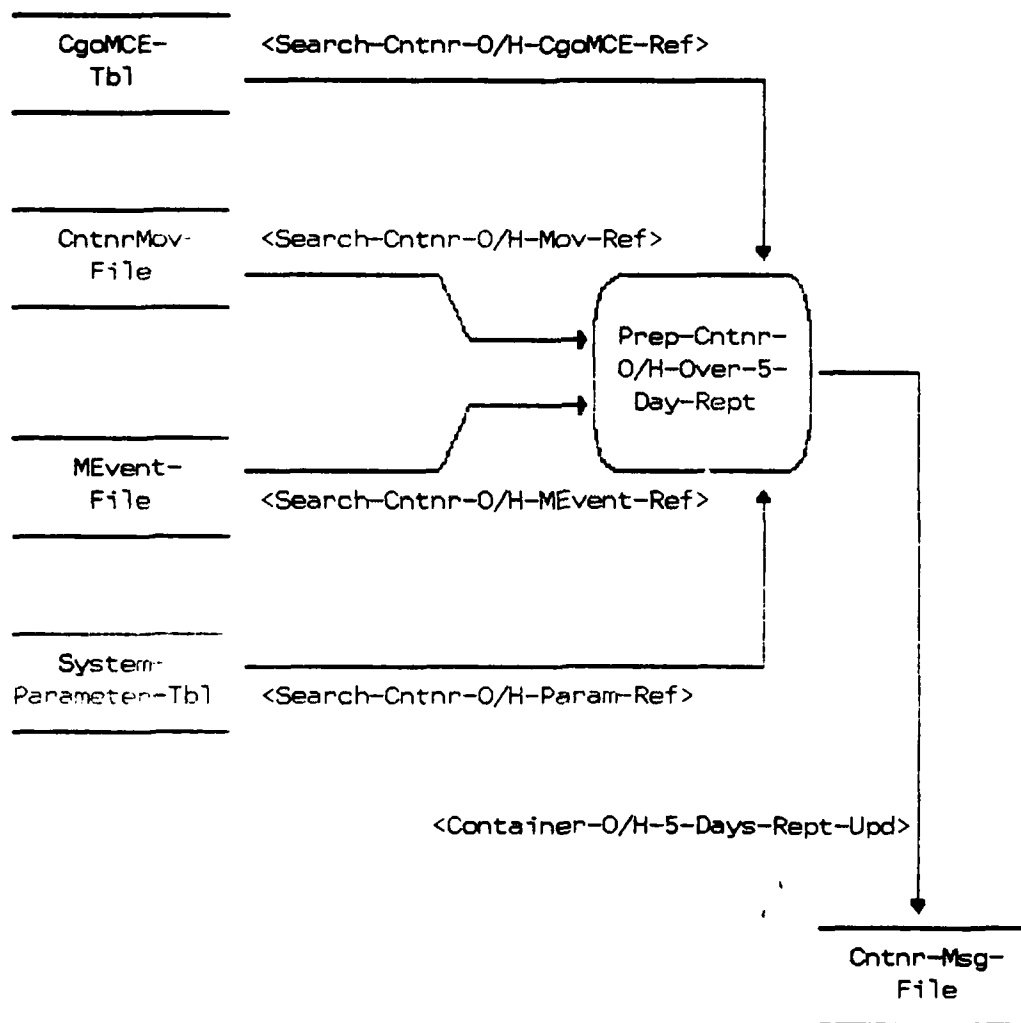 CgoMCE-
Tbl
<Search-Cntnr-O/H-CgoMCE-Ref>
CntnrMov-
File
<Search-Cntnr-O/H-Mov-Ref>
Prep-Cntnr-
O/H-Over-5-
Day-Rept
MEvent-
File
<Search-Cntnr-O/H-MEvent-Ref>
System-
Parameter-Tbl
<Search-Cntnr-O/H-Param-Ref>
<Container-O/H-5-Days-Rept-Upd>
Cntnr-Msg-
File